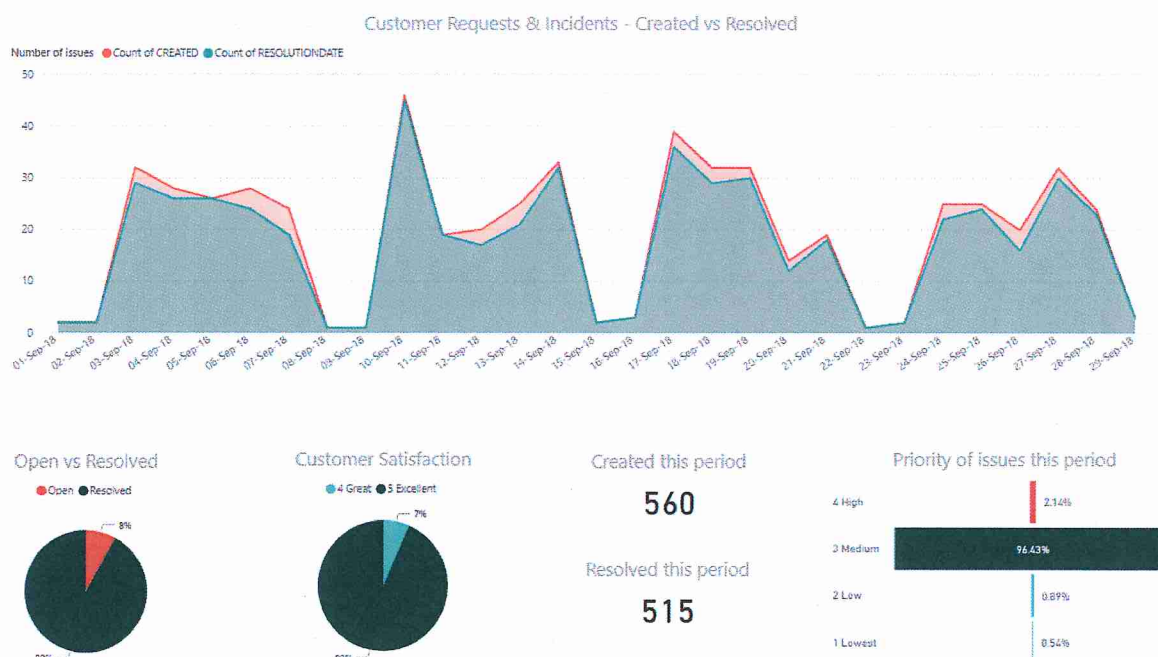 Customer Requests & Incidents - Created vs Resolved
Number of issues Count of CREATED Count of RESOLUTIONDATE
50
40
30
20
10
0
01-Sep-18 02-Sep-18 03-Sep-18 04-Sep-18 05-Sep-18 06-Sep-18 07-Sep-18 08-Sep-18 09-Sep-18 10-Sep-18 11-Sep-18 12-Sep-18 13-Sep-18 14-Sep-18 15-Sep-18 16-Sep-18 17-Sep-18 18-Sep-18 19-Sep-18 20-Sep-18 21-Sep-18 22-Sep-18 23-Sep-18 24-Sep-18 25-Sep-18 26-Sep-18 27-Sep-18 28-Sep-18 29-Sep-18
Open vs Resolved
Open Resolved
8%
Customer Satisfaction
4 Great 5 Excellent
7%
Created this period
560
Resolved this period
515
Priority of issues this period
4 High 2.14%
3 Medium 96.43%
2 Low 0.89%
1 Lowest 0.54%